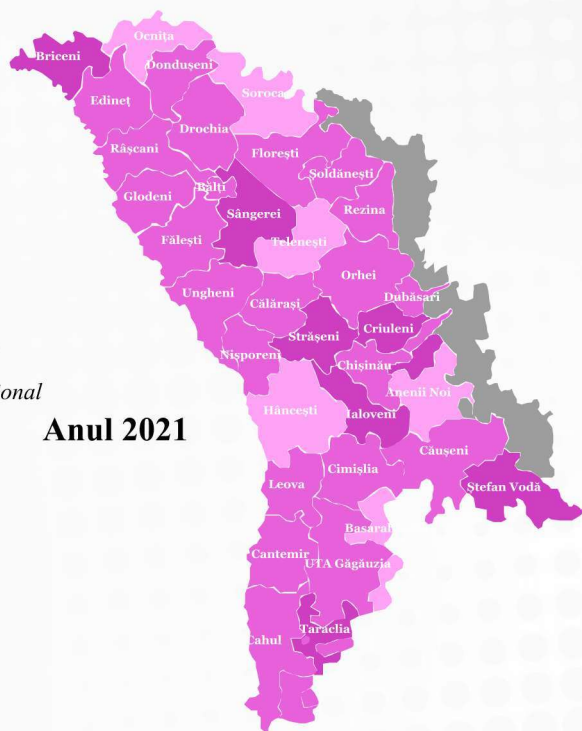 Ocnița
Briceni
Dondușeni
Edineț
Soroca
Drochia
Râșcani
Florești
Șoldănești
Bălți
Glodeni
Sângerei
Rezina
Telenești
Fălești
Orhei
Ungheni
Călărași
Dubăsari
Strășeni
Criuleni
Nișporeni
Chișinău
Anenii Noi
ional
Hâncești
Ialoveni
Anul 2021
Căușeni
Cimișlia
Leova
Ștefan Vodă
Basarab
Cantemir
UTA Găgăuzia
Taraclia
Cahul